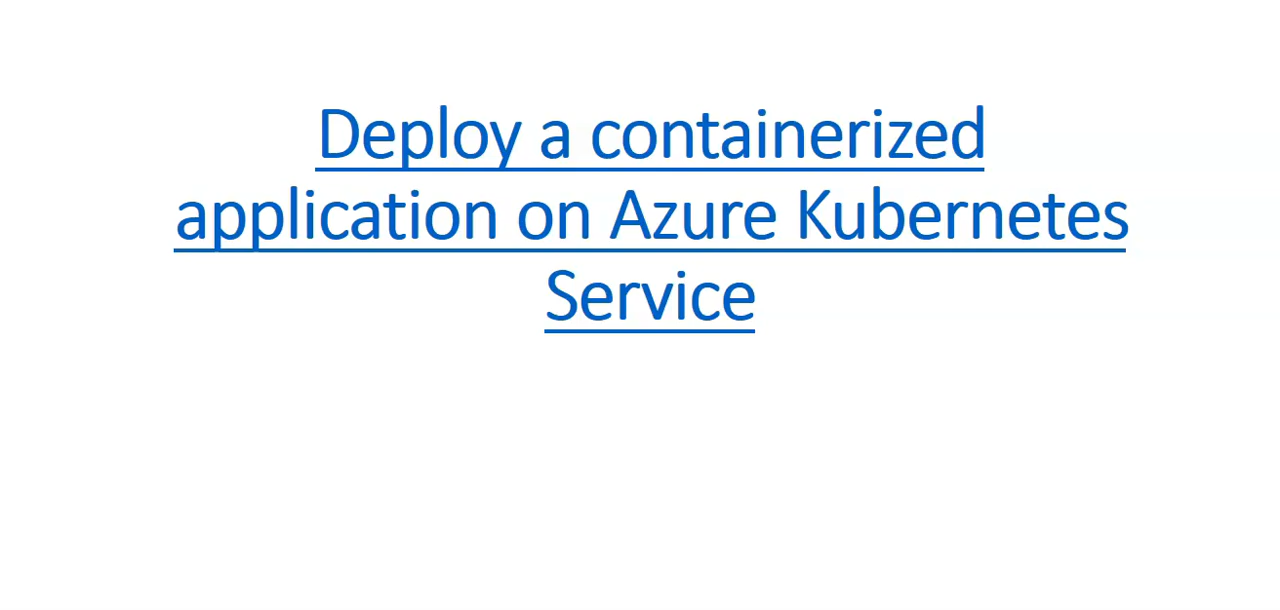 Deploy a containerized
application on Azure Kubernetes
Service